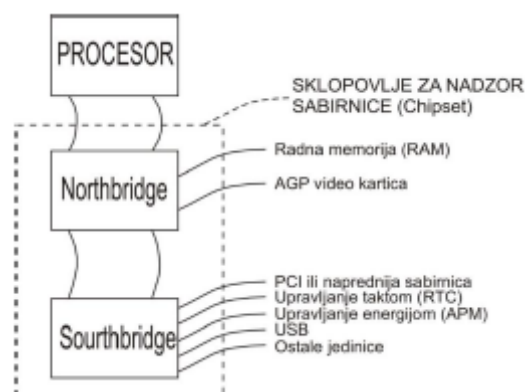 PROCESOR
SKLOPOVLJE ZA NADZOR
SABIRNICE (Chipset)
Northbridge
Radna memorija (RAM)
AGP video kartica
Sourthbridge
PCI ili naprednija sabirnica
Upravljanje taktom (RTC)
Upravljanje energijom (APM)
USB
Ostale jedinice